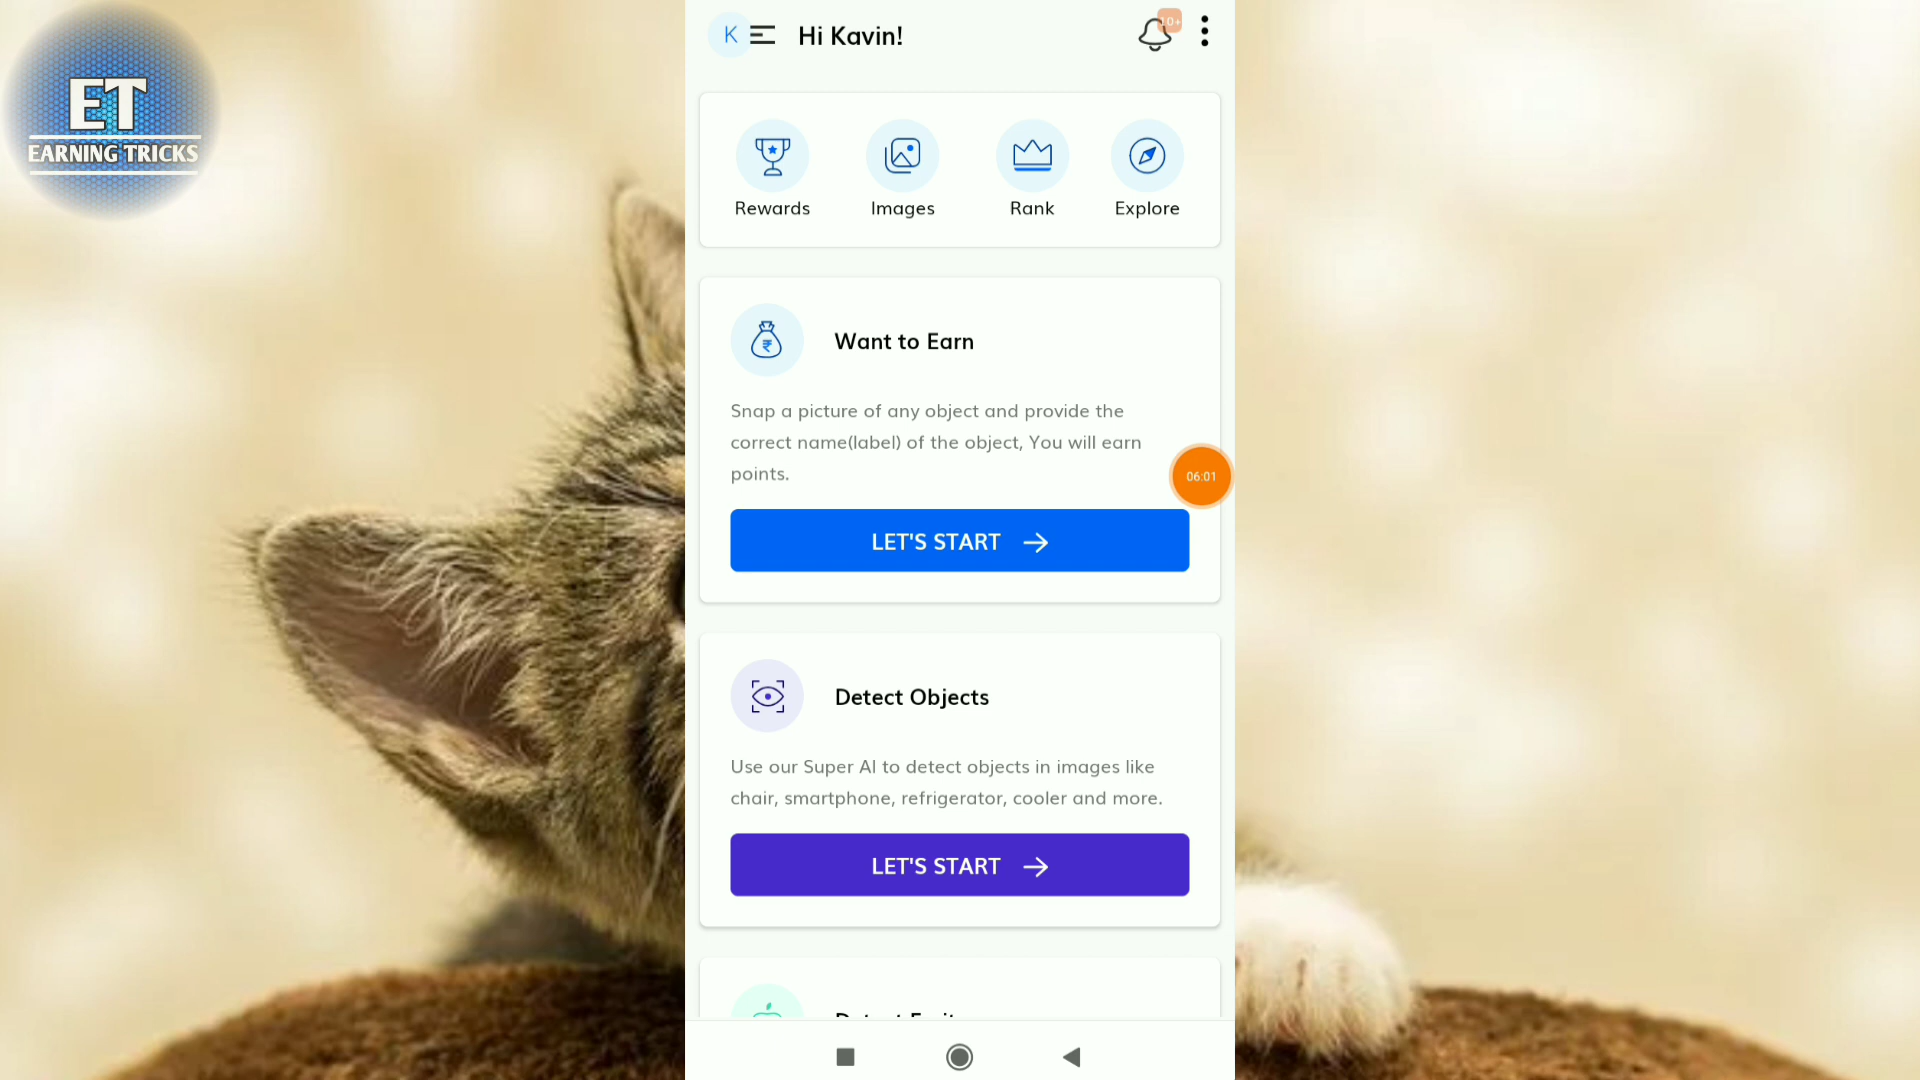 ET
EARNING TRICKS
K
Hi Kavin!
10+
Rewards
Images
Rank
Explore
₹
Want to Earn
Snap a picture of any object and provide the
correct name(label) of the object, You will earn
points.
06:01
LET'S START
Detect Objects
Use our Super AI to detect objects in images like
chair, smartphone, refrigerator, cooler and more.
LET'S START